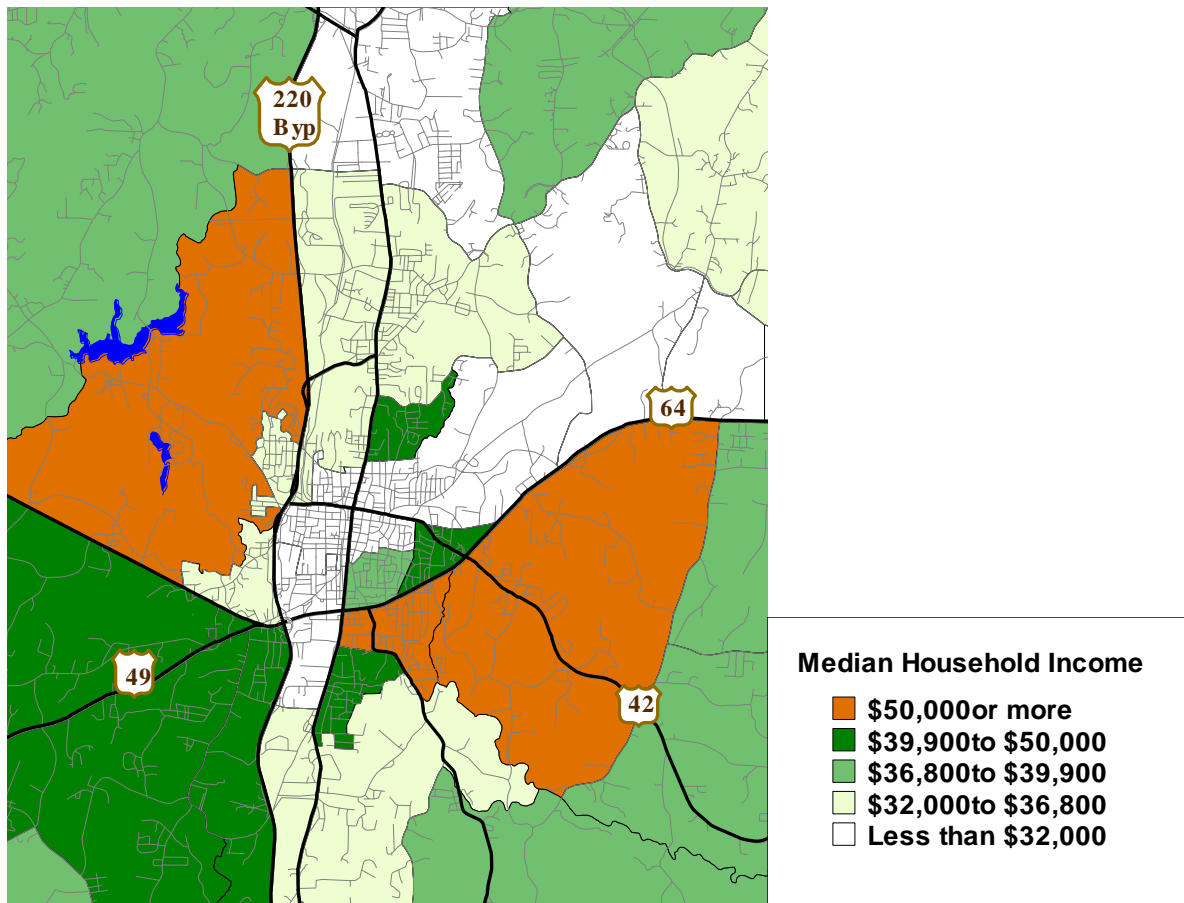 220
Byp
64
49
42
Median Household Income
$50,000or more
$39,900to $50,000
$36,800to $39,900
$32,000to $36,800
Less than $32,000